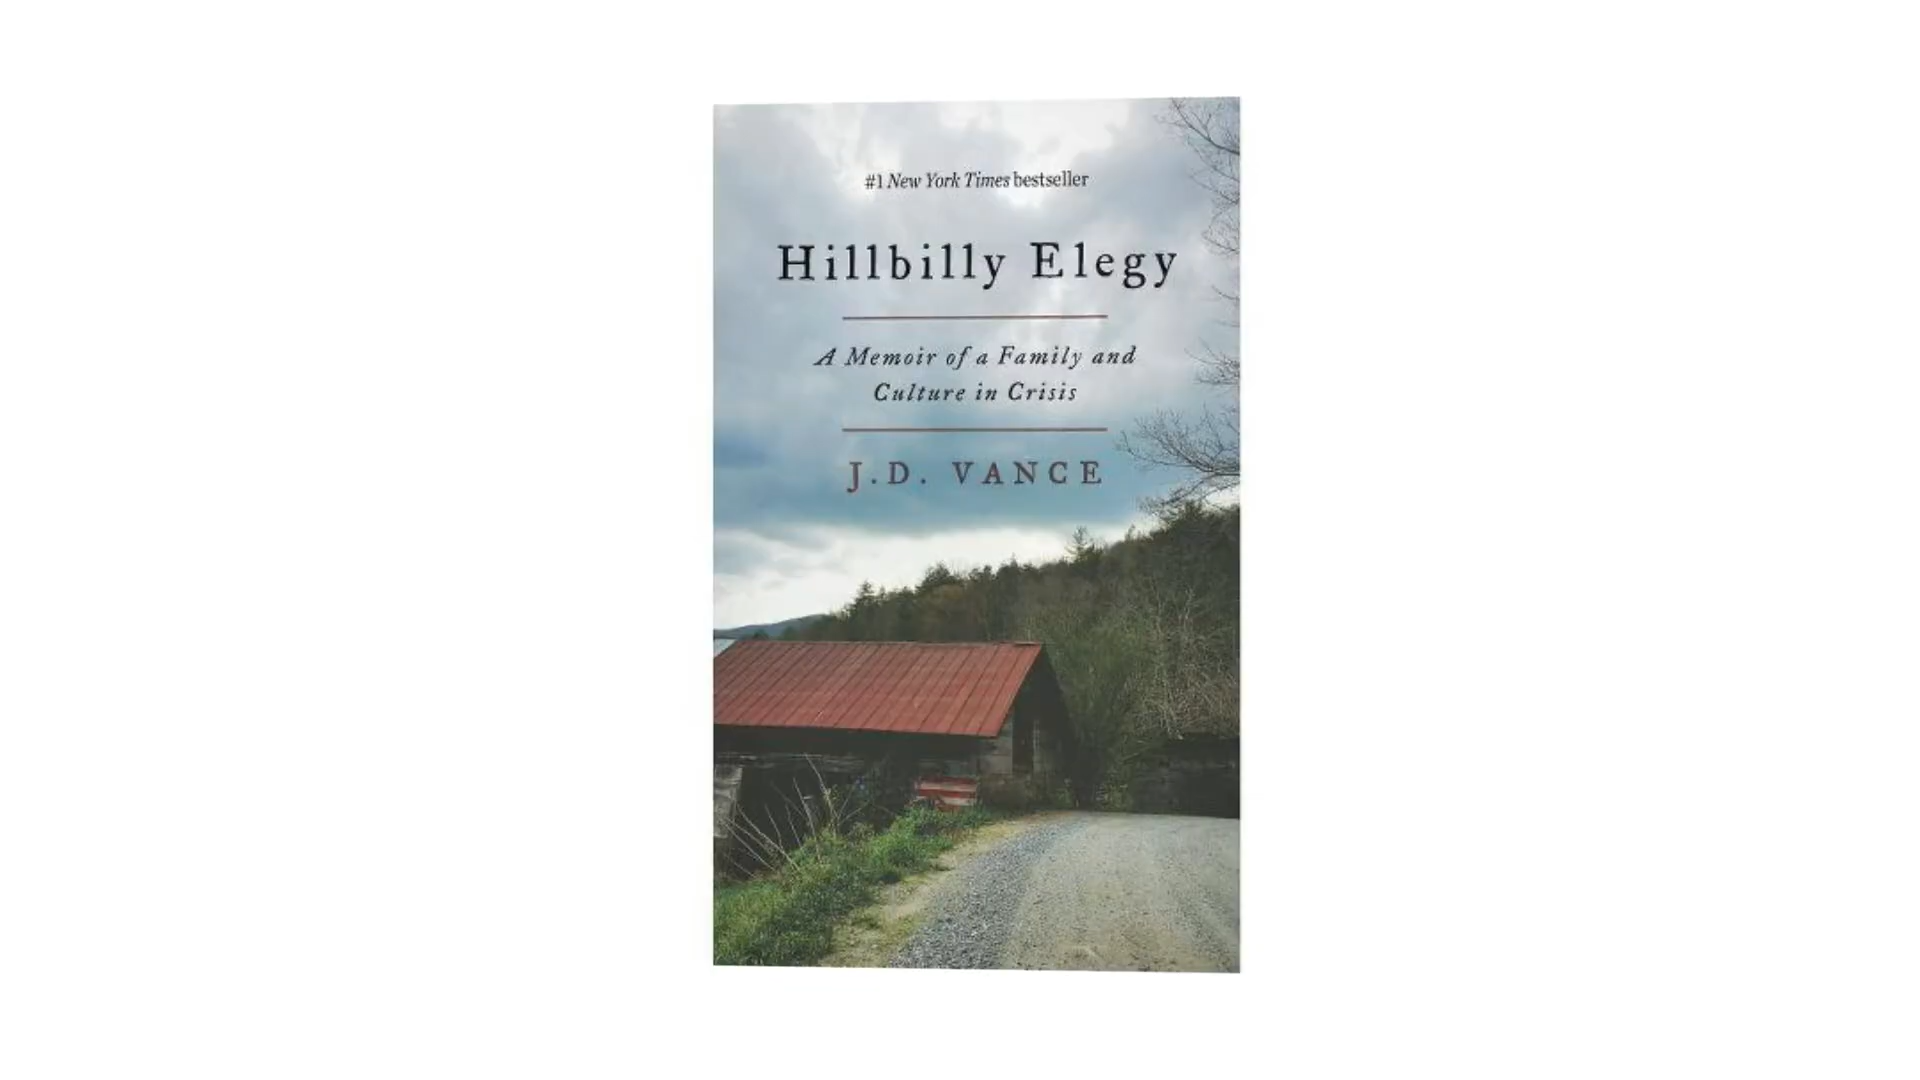 #1 New York Times bestseller
Hillbilly Elegy
A Memoir of a Family and
Culture in Crisis
J.D. VANCE